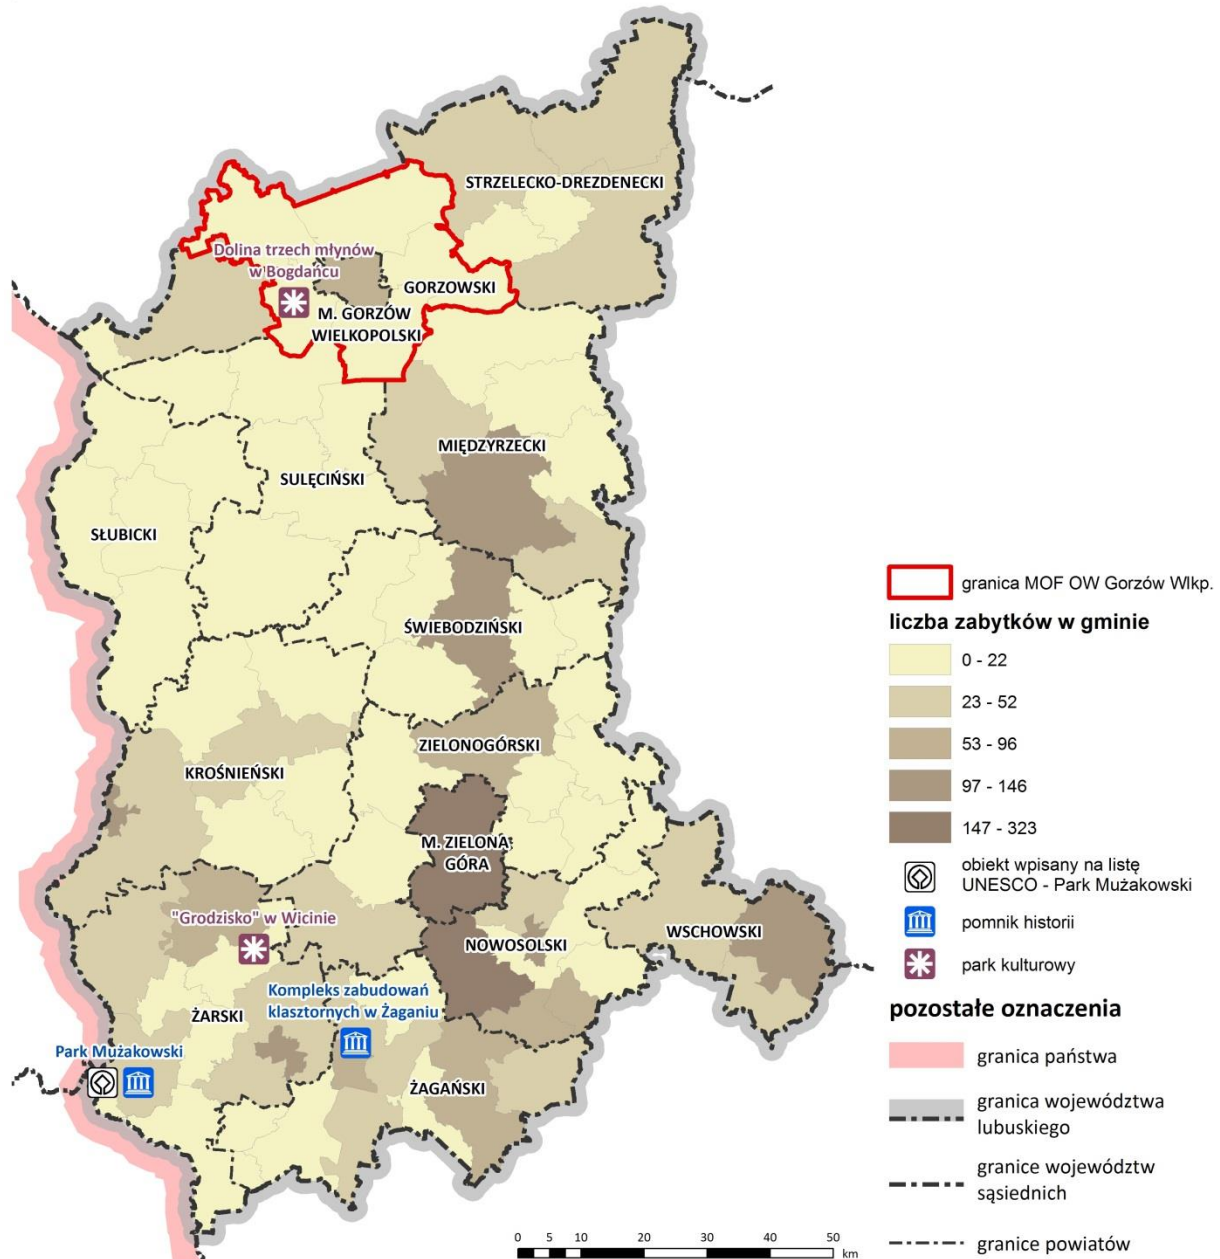 STRZELECKO-DREZDENECKI
Dolina trzech młynów
w Bogdańcu
GORZOWSKI
M. GORZÓW
WIELKOPOLSKI
MIĘDZYRZECKI
SULĘCIŃSKI
SŁUBICKI
ŚWIEBODZIŃSKI
ZIELONOGÓRSKI
KROŚNIEŃSKI
M. ZIELONA
GÓRA
"Grodzisko" w Wicinie
NOWOSOLSKI
WSCHOWSKI
Kompleks zabudowań
klasztornych w Żaganiu
ŻARSKI
Park Mużakowski
ŻAGAŃSKI
granica MOF OW Gorzów Wlkp.
liczba zabytków w gminie
0 - 22
23 - 52
53 - 96
97 - 146
147 - 323
obiekt wpisany na listę
UNESCO - Park Mużakowski
pomnik historii
park kulturowy
pozostałe oznaczenia
granica państwa
granica województwa
lubuskiego
granice województw
sąsiednich
granice powiatów
0 5 10 20 30 40 50
km